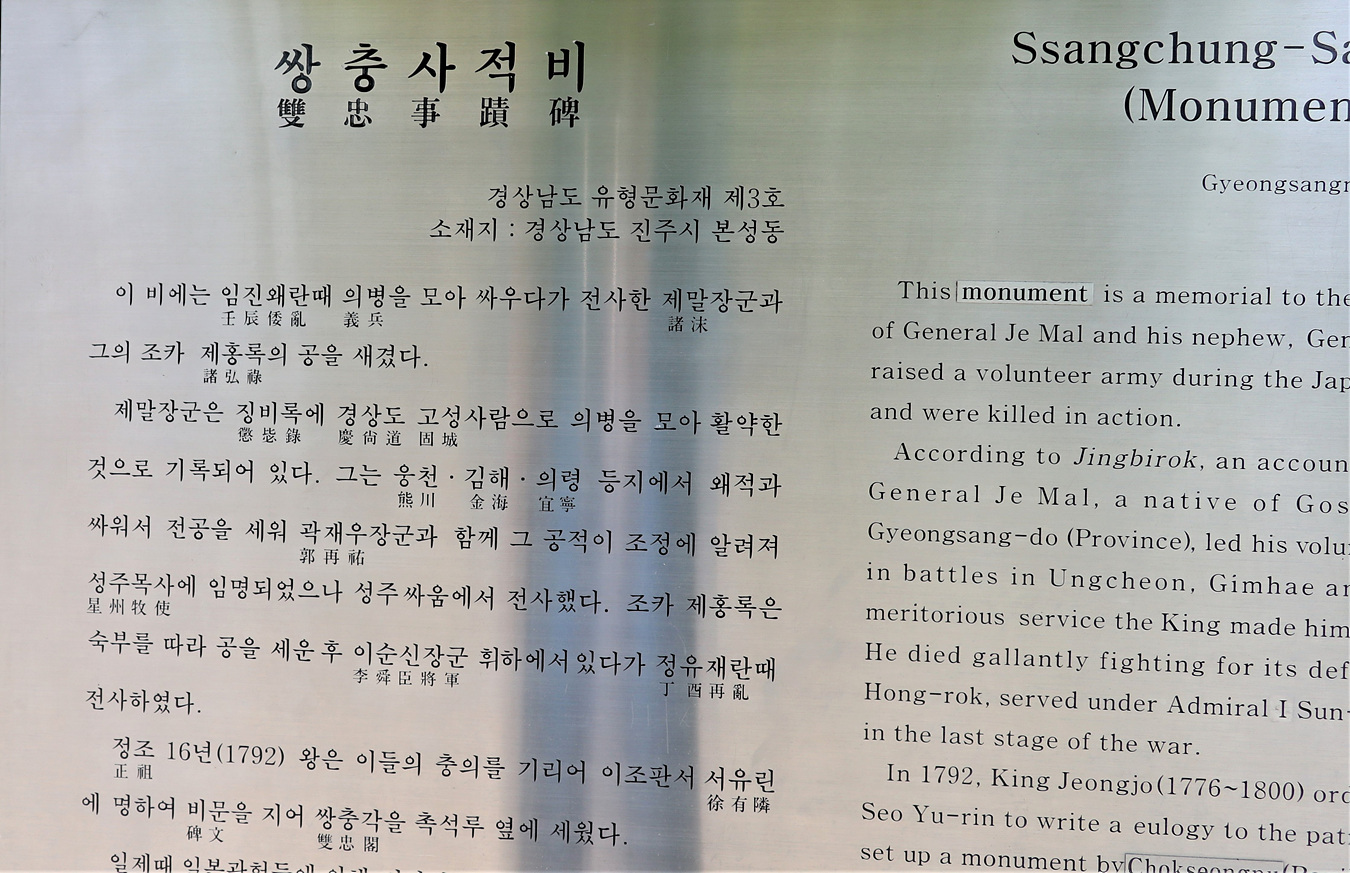 쌍충사적비
雙忠事蹟碑
경상남도 유형문화재 제3호
소재지 : 경상남도 진주시 본성동
이 비에는 임진왜란때 의병을 모아 싸우다가 전사한 제말장군과
壬辰倭亂 義兵 諸沫
그의 조카 제홍록의 공을 새겼다.
諸弘祿
제말장군은 징비록에 경상도 고성사람으로 의병을 모아 활약한
懲毖錄 慶尙道 固城
것으로 기록되어 있다. 그는 웅천·김해·의령 등지에서 왜적과
熊川 金海 宜寧
싸워서 전공을 세워 곽재우장군과 함께 그 공적이 조정에 알려져
郭再祐
성주목사에 임명되었으나 성주싸움에서 전사했다. 조카 제홍록은
星州牧使
숙부를 따라 공을 세운후 이순신장군 휘하에서있다가 정유재란때
李舜臣將軍 丁酉再亂
전사하였다.
정조 16년(1792) 왕은 이들의 충의를 기리어 이조판서 서유린
正祖 徐有隣
에 명하여 비문을 지어 쌍충각을 촉석루 옆에 세웠다.
碑文 雙忠閣
Ssangchung-Sa
(Monumen
Gyeongsangn
This monument is a memorial to the
of General Je Mal and his nephew, Gen
raised a volunteer army during the Jap
and were killed in action.
According to Jingbirok, an accoun
General Je Mal, a native of Gos
Gyeongsang-do (Province), led his volu
in battles in Ungcheon, Gimhae an
meritorious service the King made him
He died gallantly fighting for its def
Hong-rok, served under Admiral I Sun-
in the last stage of the war.
In 1792, King Jeongjo(1776~1800) ord
Seo Yu-rin to write a eulogy to the pat
set up a monument by Chokseongnu